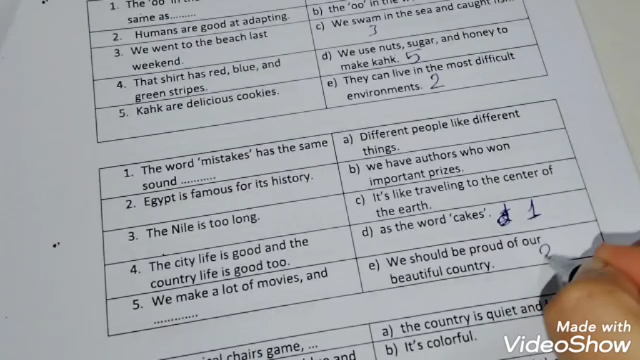 1. The 'oo' in the
same as.........
2. Humans are good at adapting.
3. We went to the beach last
weekend.
4. That shirt has red, blue, and
green stripes.
5. Kahk are delicious cookies.
b) the 'oo' in the
c) We swam in the sea and caught fish.
3
d) We use nuts, sugar, and honey to
make kahk. 5
e) They can live in the most difficult
environments. 2
1. The word 'mistakes' has the same
sound ...........
2. Egypt is famous for its history.
3. The Nile is too long.
4. The city life is good and the
country life is good too.
5. We make a lot of movies, and
.............
a) Different people like different
things.
b) we have authors who won
important prizes.
c) It's like traveling to the center of
the earth.
d) as the word 'cakes'. 1
e) We should be proud of our
beautiful country.
chairs game, ...
and
a) the country is quiet and
b) It's colorful.
Made with
VideoShow